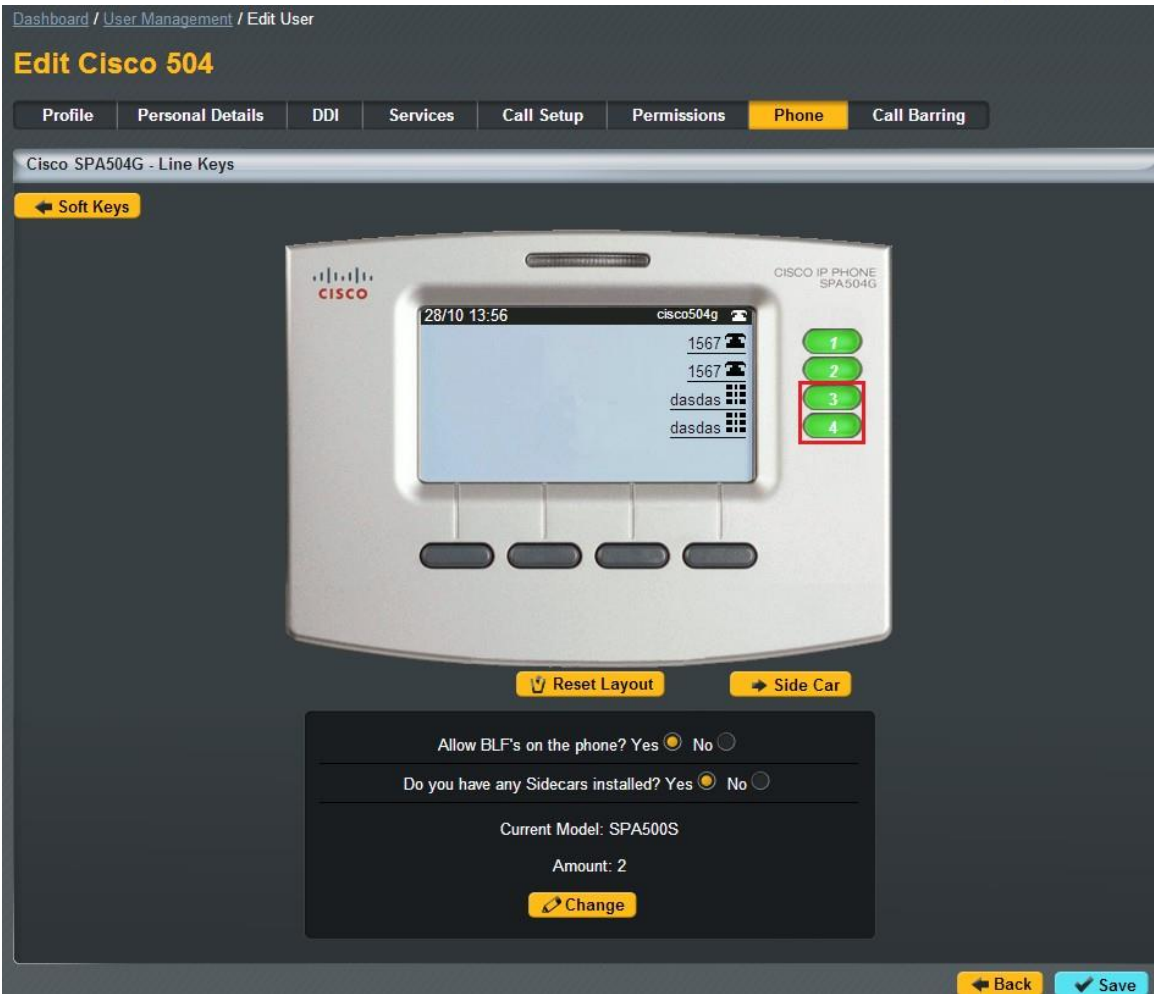 Dashboard / User Management / Edit User
Edit Cisco 504
Profile Personal Details DDI Services Call Setup Permissions Phone Call Barring
Cisco SPA504G - Line Keys
Soft Keys
CISCO
CISCO IP PHONE
SPA504G
28/10 13:56 cisco504g
1567 1
1567 2
dasdas 3
dasdas 4
Reset Layout Side Car
Allow BLF's on the phone? Yes No
Do you have any Sidecars installed? Yes No
Current Model: SPA500S
Amount: 2
Change
Back Save